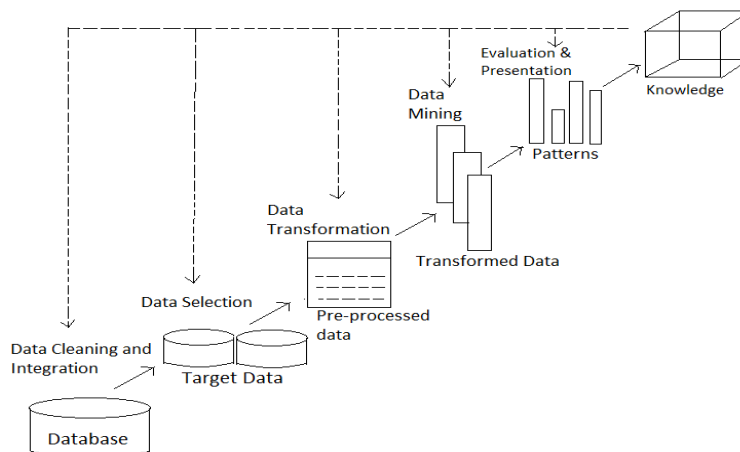 Evaluation &
Presentation
Knowledge
Data
Mining
Patterns
Data
Transformation
Transformed Data
Data Selection
Pre-processed
data
Data Cleaning and
Integration
Target Data
Database